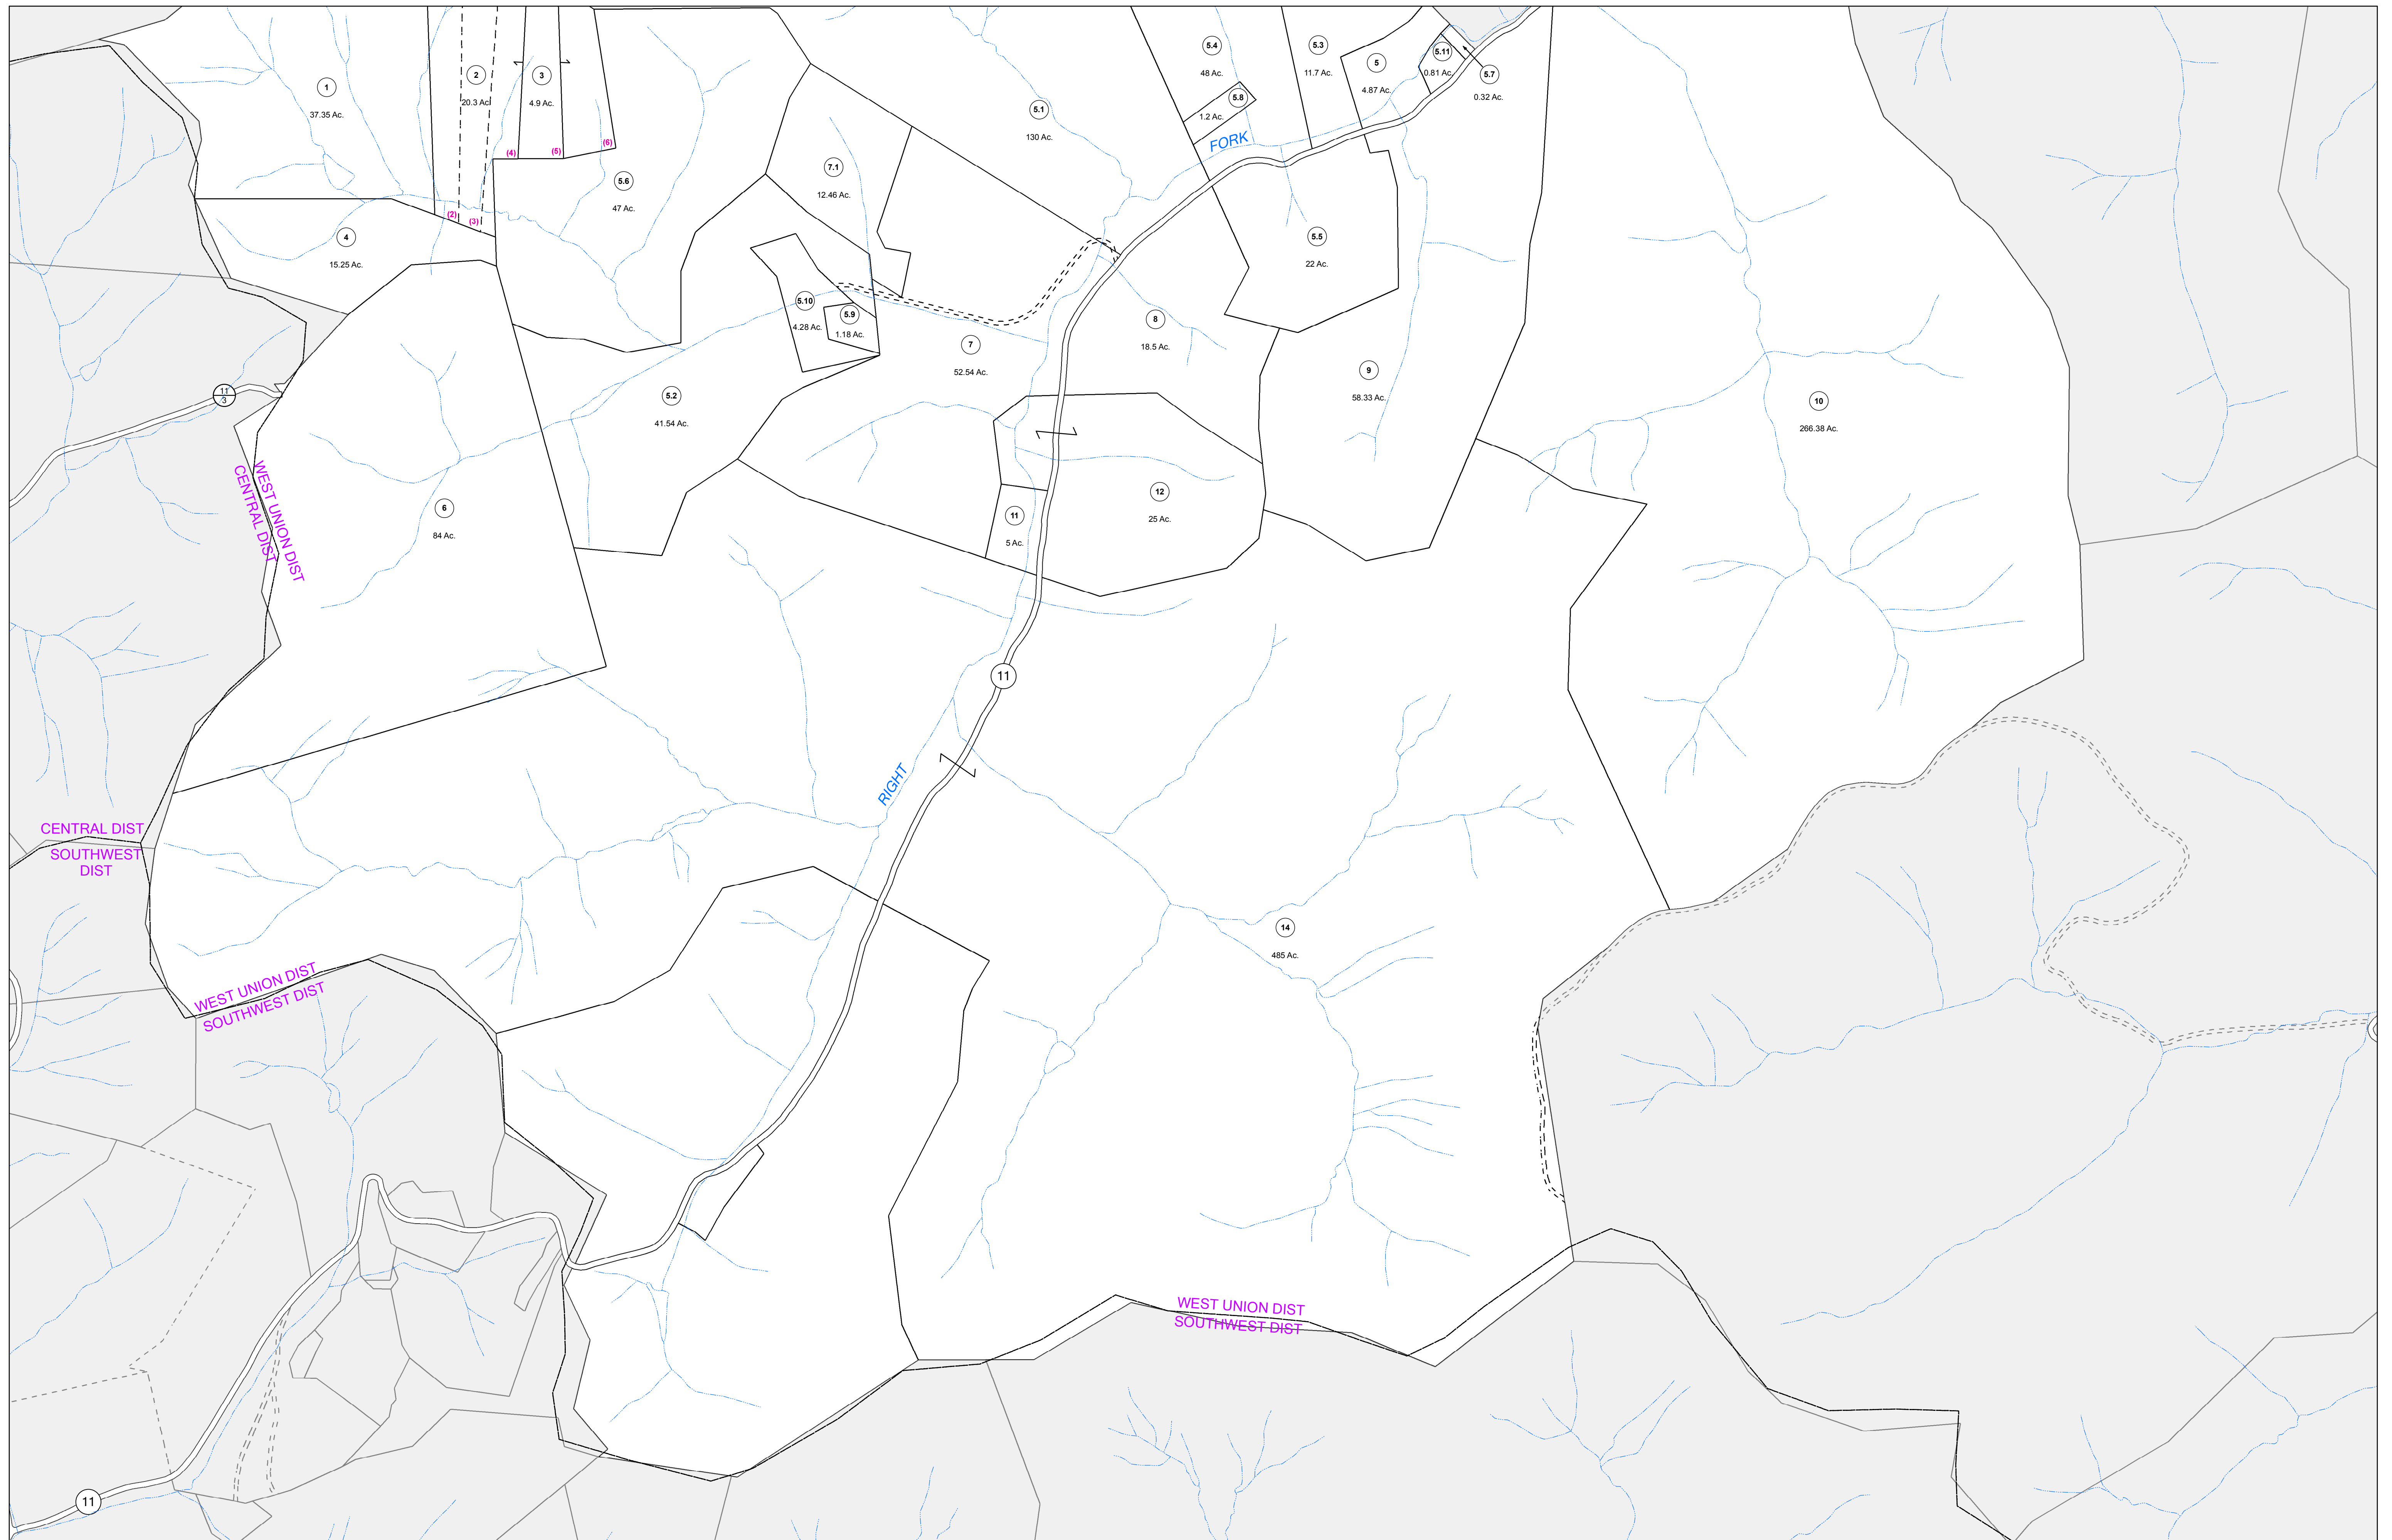 1
37.35 Ac.
2
20.3 Ac.
3
4.9 Ac.
(2)
(3)
(4)
(5)
(6)
4
15.25 Ac.
5.6
47 Ac.
7.1
12.46 Ac.
5.1
130 Ac.
5.4
48 Ac.
5.8
1.2 Ac.
5.3
11.7 Ac.
5
4.87 Ac.
5.11
0.81 Ac.
5.7
0.32 Ac.
FORK
5.5
22 Ac.
5.10
4.28 Ac.
5.9
1.18 Ac.
7
52.54 Ac.
8
18.5 Ac.
9
58.33 Ac.
10
266.38 Ac.
11
3
5.2
41.54 Ac.
6
84 Ac.
WEST UNION DIST
CENTRAL DIST
11
5 Ac.
12
25 Ac.
11
RIGHT
CENTRAL DIST
SOUTHWEST
DIST
14
485 Ac.
WEST UNION DIST
SOUTHWEST DIST
WEST UNION DIST
SOUTHWEST DIST
11